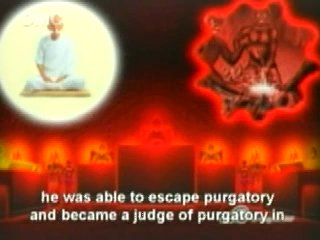 he was able to escape purgatory
and became a judge of purgatory in